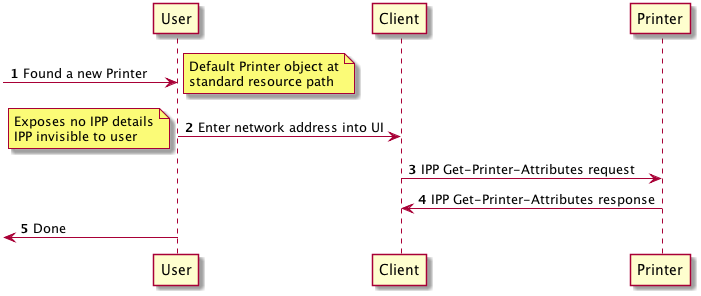 User
Client
Printer
1 Found a new Printer
Default Printer object at
standard resource path
Exposes no IPP details
IPP invisible to user
2 Enter network address into UI
3 IPP Get-Printer-Attributes request
4 IPP Get-Printer-Attributes response
5 Done
User
Client
Printer